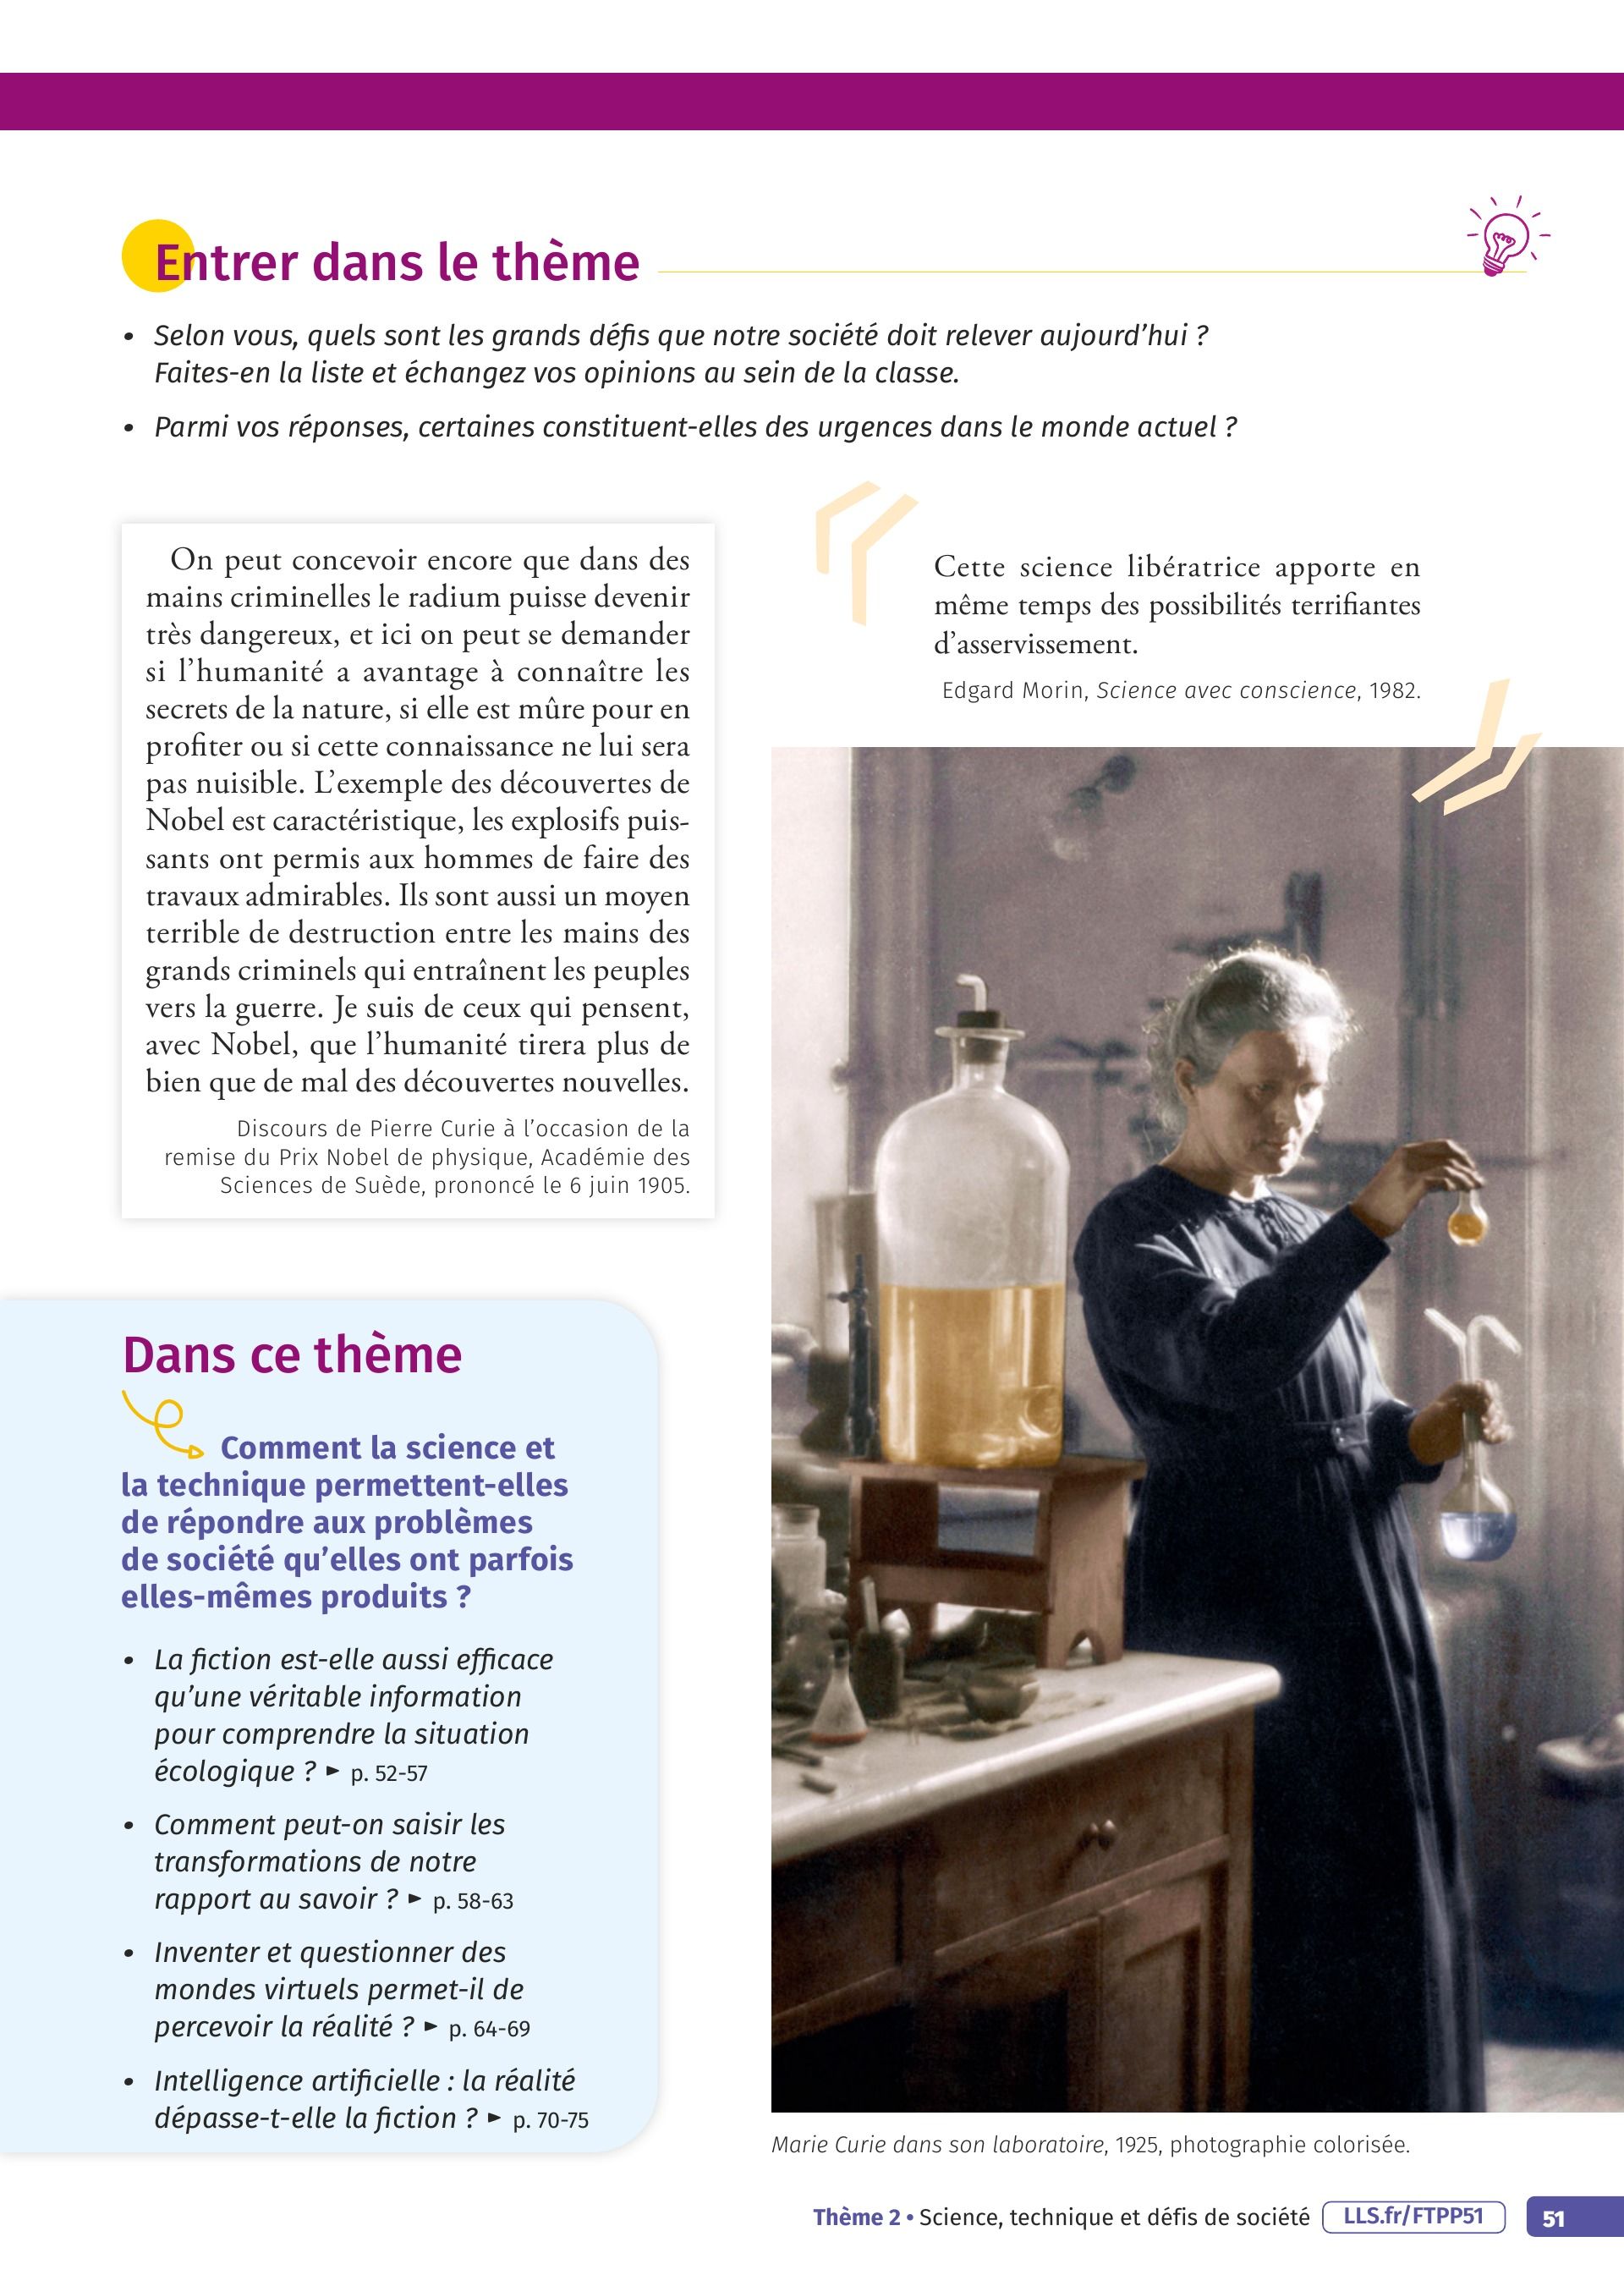 Entrer dans le thème
• Selon vous, quels sont les grands défis que notre société doit relever aujourd’hui ?
Faites-en la liste et échangez vos opinions au sein de la classe.
• Parmi vos réponses, certaines constituent-elles des urgences dans le monde actuel ?
On peut concevoir encore que dans des
mains criminelles le radium puisse devenir
très dangereux, et ici on peut se demander
si l’humanité a avantage à connaître les
secrets de la nature, si elle est mûre pour en
profiter ou si cette connaissance ne lui sera
pas nuisible. L’exemple des découvertes de
Nobel est caractéristique, les explosifs puis-
sants ont permis aux hommes de faire des
travaux admirables. Ils sont aussi un moyen
terrible de destruction entre les mains des
grands criminels qui entraînent les peuples
vers la guerre. Je suis de ceux qui pensent,
avec Nobel, que l’humanité tirera plus de
bien que de mal des découvertes nouvelles.
Discours de Pierre Curie à l’occasion de la
remise du Prix Nobel de physique, Académie des
Sciences de Suède, prononcé le 6 juin 1905.
«
Cette science libératrice apporte en
même temps des possibilités terrifiantes
d’asservissement.
Edgard Morin, Science avec conscience, 1982.
»
Dans ce thème
Comment la science et
la technique permettent-elles
de répondre aux problèmes
de société qu’elles ont parfois
elles-mêmes produits ?
• La fiction est-elle aussi efficace
qu’une véritable information
pour comprendre la situation
écologique ? ► p. 52-57
• Comment peut-on saisir les
transformations de notre
rapport au savoir ? ► p. 58-63
• Inventer et questionner des
mondes virtuels permet-il de
percevoir la réalité ? ► p. 64-69
• Intelligence artificielle : la réalité
dépasse-t-elle la fiction ? ► p. 70-75
Marie Curie dans son laboratoire, 1925, photographie colorisée.
Thème 2 • Science, technique et défis de société LLS.fr/FTPP51 51